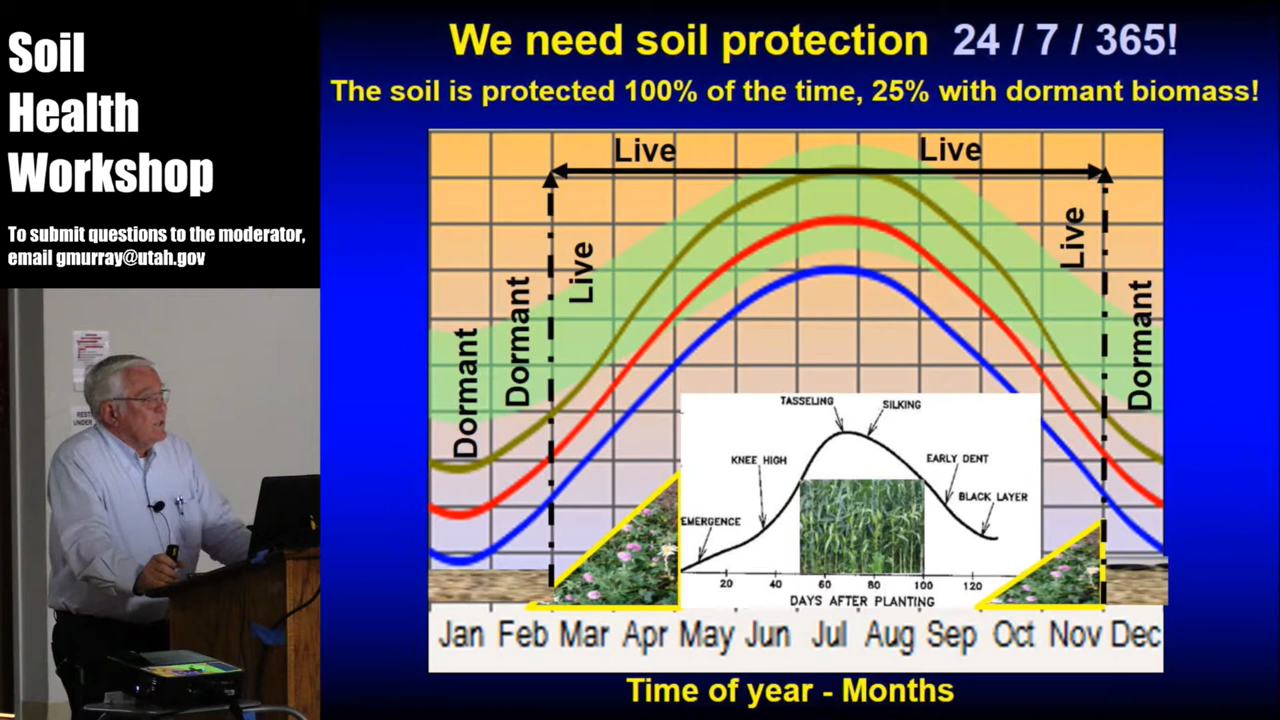 Soil
Health
Workshop
To submit questions to the moderator,
email gmurray@utah.gov
We need soil protection 24 / 7 / 365!
The soil is protected 100% of the time, 25% with dormant biomass!
Live
Live
Live
Live
Dormant
Dormant
Dormant
TASSELING
SILKING
KNEE HIGH
EARLY DENT
EMERGENCE
BLACK LAYER
20 40 60 80 100 120
DAYS AFTER PLANTING
Jan Feb Mar Apr May Jun Jul Aug Sep Oct Nov Dec
Time of year - Months